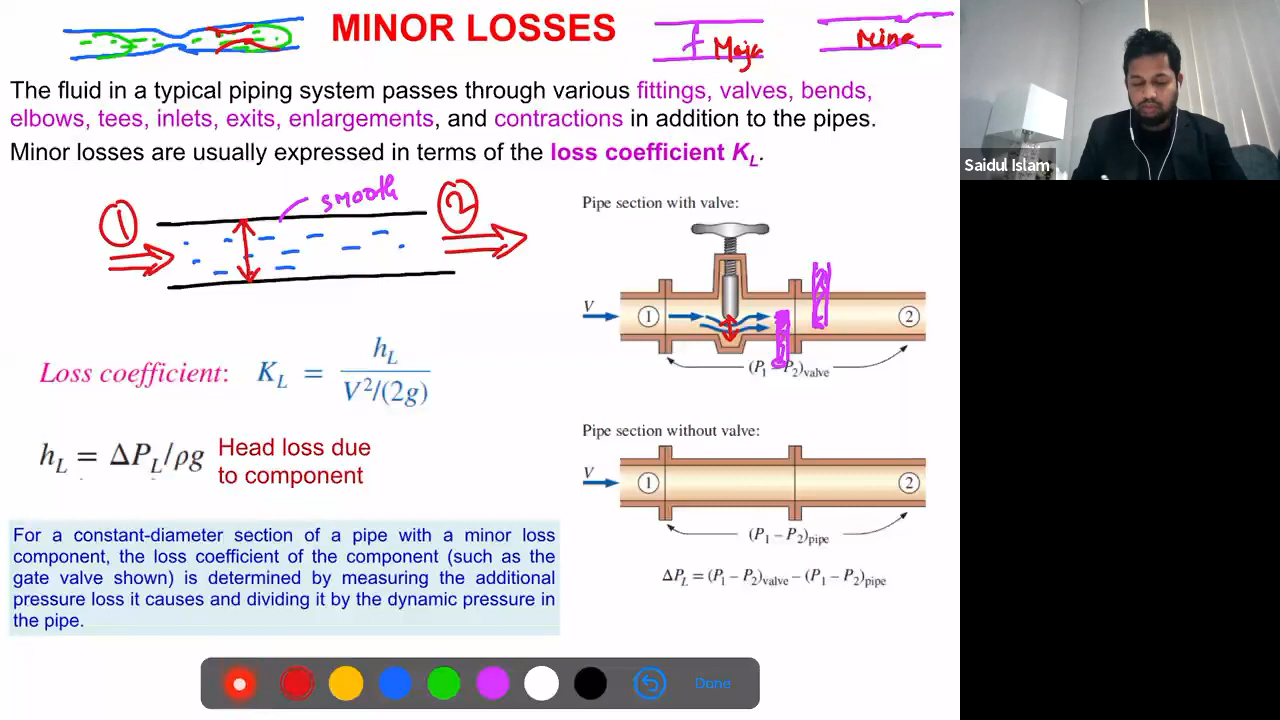 MINOR LOSSES
Majo
Mino
The fluid in a typical piping system passes through various fittings, valves, bends,
elbows, tees, inlets, exits, enlargements, and contractions in addition to the pipes.
Minor losses are usually expressed in terms of the loss coefficient K_L.
Saidul Islam
smooth
1
2
Loss coefficient: K_L = h_L / V²/(2g)
h_L = ΔP_L/ρg
Head loss due
to component
For a constant-diameter section of a pipe with a minor loss
component, the loss coefficient of the component (such as the
gate valve shown) is determined by measuring the additional
pressure loss it causes and dividing it by the dynamic pressure in
the pipe.
Pipe section with valve:
V
1
2
(P₁ – P₂)valve
Pipe section without valve:
V
1
2
(P₁ – P₂)pipe
ΔP_L = (P₁ – P₂)valve – (P₁ – P₂)pipe
Done